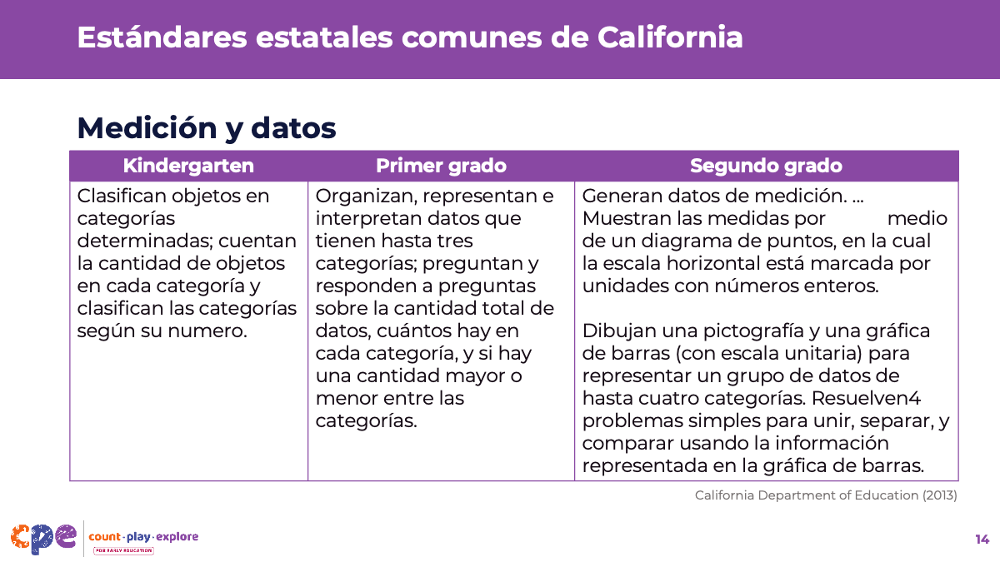 Estándares estatales comunes de California
Medición y datos
Kindergarten
Clasifican objetos en
categorías
determinadas; cuentan
la cantidad de objetos
en cada categoría y
clasifican las categorías
según su numero.
Primer grado
Organizan, representan e
interpretan datos que
tienen hasta tres
categorías; preguntan y
responden a preguntas
sobre la cantidad total de
datos, cuántos hay en
cada categoría, y si hay
una cantidad mayor o
menor entre las
categorías.
Segundo grado
Generan datos de medición. ...
Muestran las medidas por medio
de un diagrama de puntos, en la cual
la escala horizontal está marcada por
unidades con números enteros.
Dibujan una pictografía y una gráfica
de barras (con escala unitaria) para
representar un grupo de datos de
hasta cuatro categorías. Resuelven4
problemas simples para unir, separar, y
comparar usando la información
representada en la gráfica de barras.
California Department of Education (2013)
cpe
count·play·explore
FOR EARLY EDUCATION
14